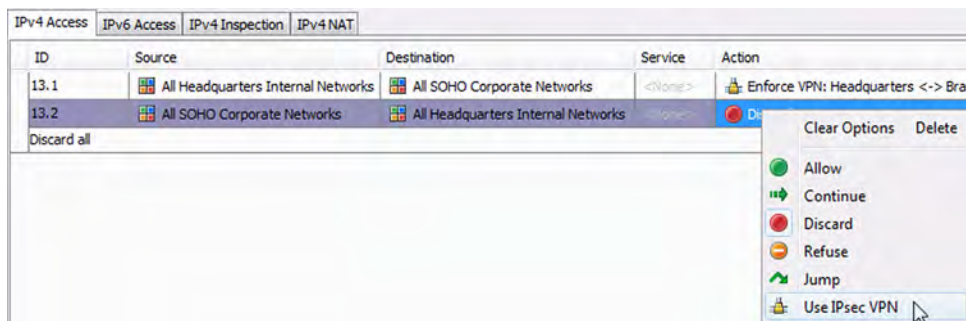 IPv4 Access IPv6 Access IPv4 Inspection IPv4 NAT
ID Source Destination Service Action
13.1 All Headquarters Internal Networks All SOHO Corporate Networks <None> Enforce VPN: Headquarters <-> Bra
13.2 All SOHO Corporate Networks All Headquarters Internal Networks <None> Di
Discard all
Clear Options Delete
Allow
Continue
Discard
Refuse
Jump
Use IPsec VPN